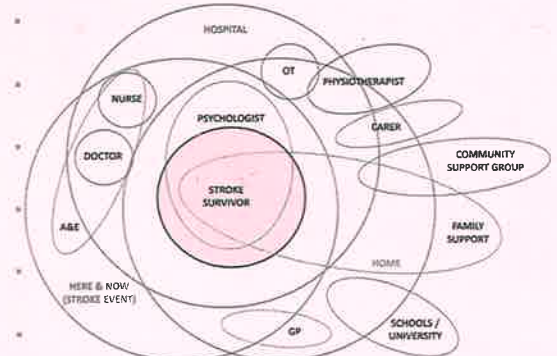 HOSPITAL
OT
PHYSIOTHERAPIST
NURSE
PSYCHOLOGIST
CARER
DOCTOR
COMMUNITY
SUPPORT GROUP
STROKE
SURVIVOR
A&E
FAMILY
SUPPORT
HOME
HERE & NOW
(STROKE EVENT)
GP
SCHOOLS /
UNIVERSITY